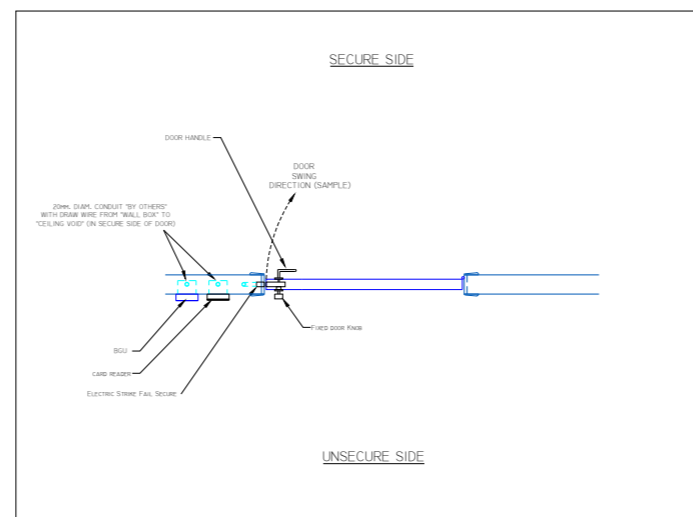 SECURE SIDE
DOOR HANDLE
DOOR
SWING
DIRECTION (SAMPLE)
20MM. DIAM. CONDUIT "BY OTHERS"
WITH DRAW WIRE FROM "WALL BOX" TO
"CEILING VOID" (IN SECURE SIDE OF DOOR)
FIXED DOOR KNOB
BGU
CARD READER
ELECTRIC STRIKE FAIL SECURE
UNSECURE SIDE